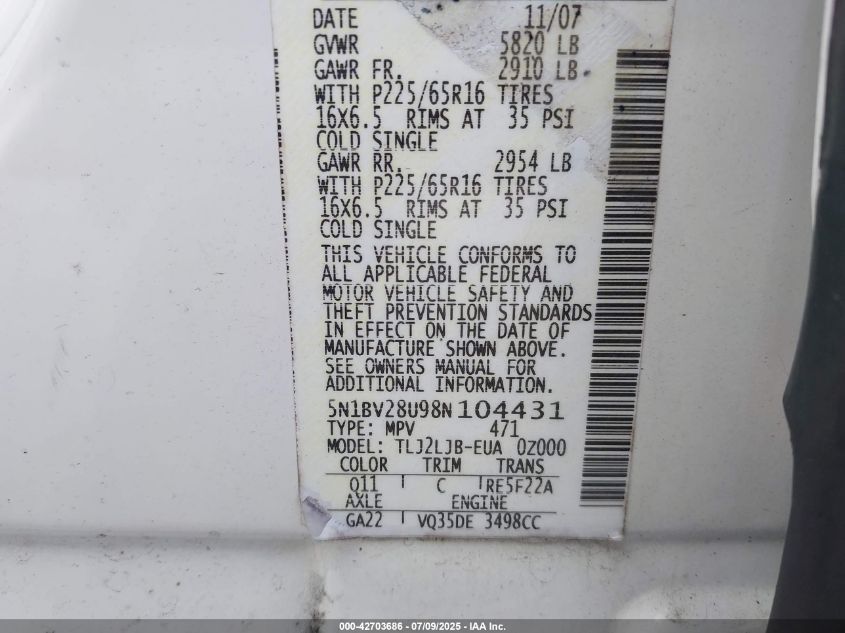 DATE 11/07
GVWR 5820 LB
GAWR FR. 2910 LB
WITH P225/65R16 TIRES
16X6.5 RIMS AT 35 PSI
COLD SINGLE
GAWR RR. 2954 LB
WITH P225/65R16 TIRES
16X6.5 RIMS AT 35 PSI
COLD SINGLE
THIS VEHICLE CONFORMS TO
ALL APPLICABLE FEDERAL
MOTOR VEHICLE SAFETY AND
THEFT PREVENTION STANDARDS
IN EFFECT ON THE DATE OF
MANUFACTURE SHOWN ABOVE.
SEE OWNERS MANUAL FOR
ADDITIONAL INFORMATION.
5N1BV28U98N104431
TYPE: MPV 471
MODEL: TLJ2LJB-EUA 0Z000
COLOR TRIM TRANS
Q11 C RE5F22A
AXLE ENGINE
GA22 VQ35DE 3498CC
000-42703686 - 07/09/2025 - IAA Inc.